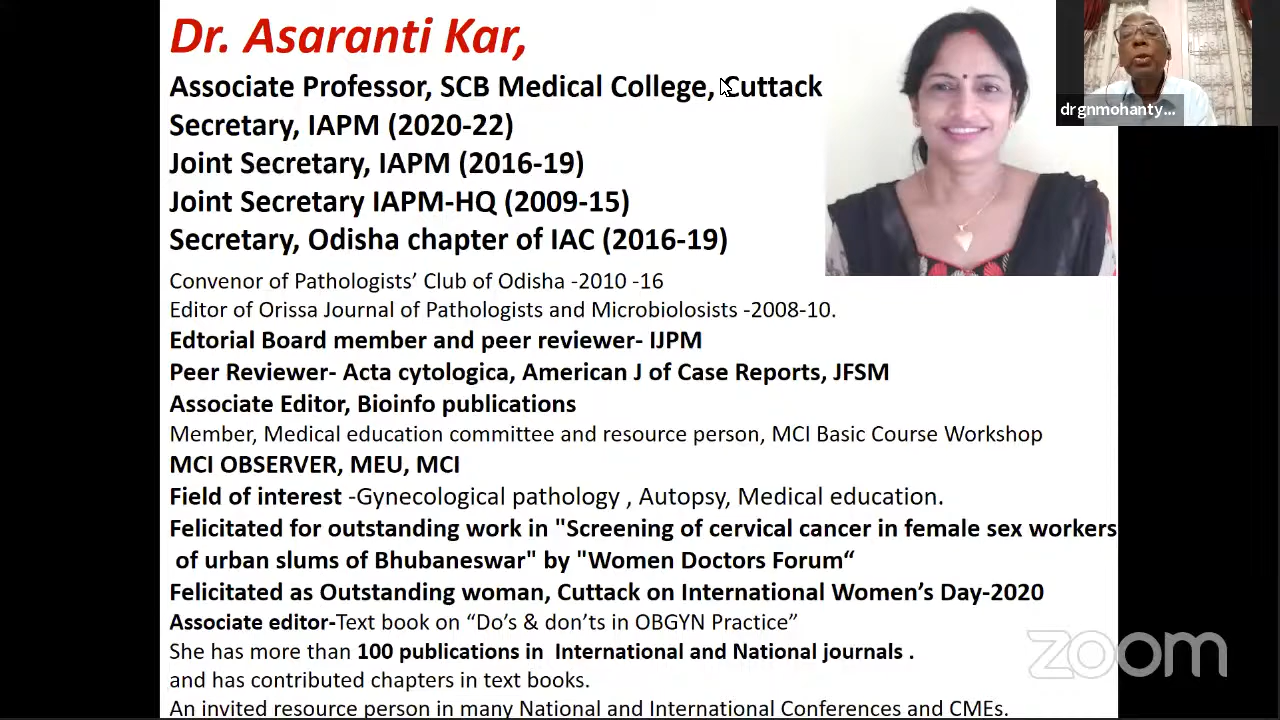 Dr. Asaranti Kar,
Associate Professor, SCB Medical College, Cuttack
Secretary, IAPM (2020-22)
Joint Secretary, IAPM (2016-19)
Joint Secretary IAPM-HQ (2009-15)
Secretary, Odisha chapter of IAC (2016-19)
Convenor of Pathologists’ Club of Odisha -2010 -16
Editor of Orissa Journal of Pathologists and Microbiolosists -2008-10.
Edtorial Board member and peer reviewer- IJPM
Peer Reviewer- Acta cytologica, American J of Case Reports, JFSM
Associate Editor, Bioinfo publications
Member, Medical education committee and resource person, MCI Basic Course Workshop
MCI OBSERVER, MEU, MCI
Field of interest -Gynecological pathology , Autopsy, Medical education.
Felicitated for outstanding work in "Screening of cervical cancer in female sex workers
of urban slums of Bhubaneswar" by "Women Doctors Forum“
Felicitated as Outstanding woman, Cuttack on International Women’s Day-2020
Associate editor-Text book on “Do’s & don’ts in OBGYN Practice”
She has more than 100 publications in International and National journals .
and has contributed chapters in text books.
An invited resource person in many National and International Conferences and CMEs.
drgnmohanty...
zoom